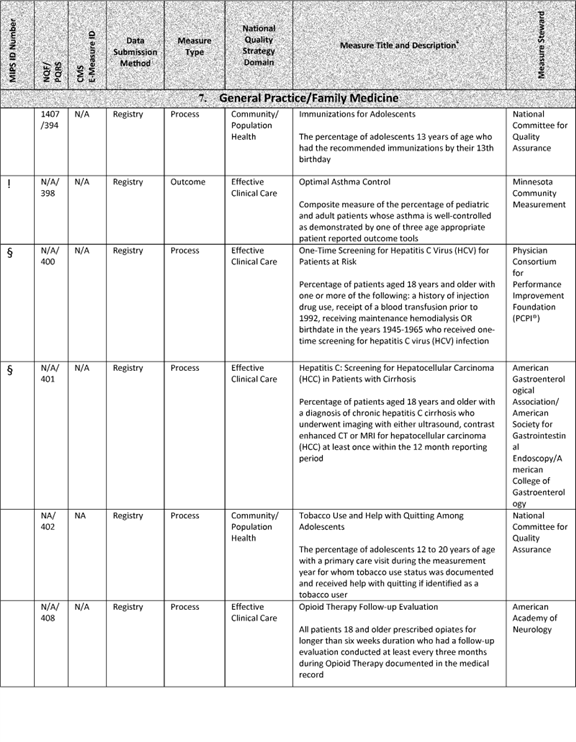 MIPS ID Number
NQF/
PQRS
CMS
E-Measure ID
Data
Submission
Method
Measure
Type
National
Quality
Strategy
Domain
Measure Title and Description*
Measure Steward
7. General Practice/Family Medicine
1407
/394
N/A
Registry
Process
Community/
Population
Health
Immunizations for Adolescents
The percentage of adolescents 13 years of age who
had the recommended immunizations by their 13th
birthday
National
Committee for
Quality
Assurance
!
N/A/
398
N/A
Registry
Outcome
Effective
Clinical Care
Optimal Asthma Control
Composite measure of the percentage of pediatric
and adult patients whose asthma is well-controlled
as demonstrated by one of three age appropriate
patient reported outcome tools
Minnesota
Community
Measurement
§
N/A/
400
N/A
Registry
Process
Effective
Clinical Care
One-Time Screening for Hepatitis C Virus (HCV) for
Patients at Risk
Percentage of patients aged 18 years and older with
one or more of the following: a history of injection
drug use, receipt of a blood transfusion prior to
1992, receiving maintenance hemodialysis OR
birthdate in the years 1945-1965 who received one-
time screening for hepatitis C virus (HCV) infection
Physician
Consortium
for
Performance
Improvement
Foundation
(PCPI®)
§
N/A/
401
N/A
Registry
Process
Effective
Clinical Care
Hepatitis C: Screening for Hepatocellular Carcinoma
(HCC) in Patients with Cirrhosis
Percentage of patients aged 18 years and older with
a diagnosis of chronic hepatitis C cirrhosis who
underwent imaging with either ultrasound, contrast
enhanced CT or MRI for hepatocellular carcinoma
(HCC) at least once within the 12 month reporting
period
American
Gastroenterol
ogical
Association/
American
Society for
Gastrointestin
al
Endoscopy/A
merican
College of
Gastroenterol
ogy
NA/
402
NA
Registry
Process
Community/
Population
Health
Tobacco Use and Help with Quitting Among
Adolescents
The percentage of adolescents 12 to 20 years of age
with a primary care visit during the measurement
year for whom tobacco use status was documented
and received help with quitting if identified as a
tobacco user
National
Committee for
Quality
Assurance
N/A/
408
N/A
Registry
Process
Effective
Clinical Care
Opioid Therapy Follow-up Evaluation
All patients 18 and older prescribed opiates for
longer than six weeks duration who had a follow-up
evaluation conducted at least every three months
during Opioid Therapy documented in the medical
record
American
Academy of
Neurology